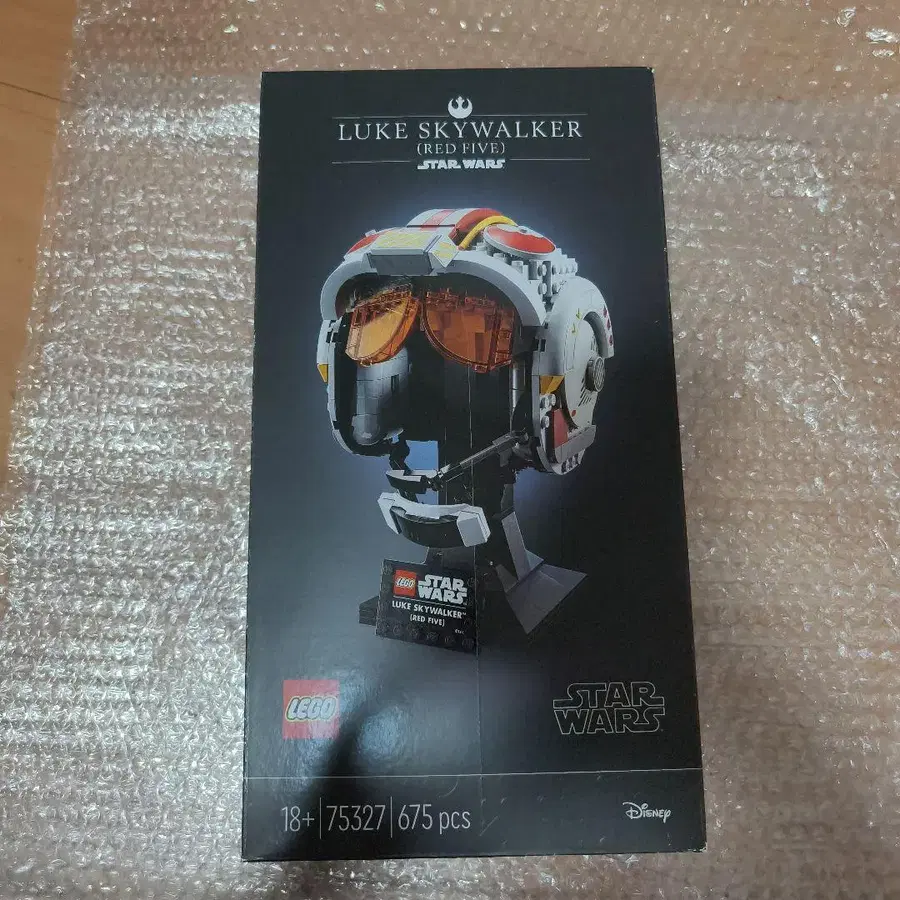 LUKE SKYWALKER
(RED FIVE)
STAR WARS
LEGO
STAR
WARS
LUKE SKYWALKER™
(RED FIVE)
LEGO
STAR
WARS
18+ 75327 675 pcs
Disney